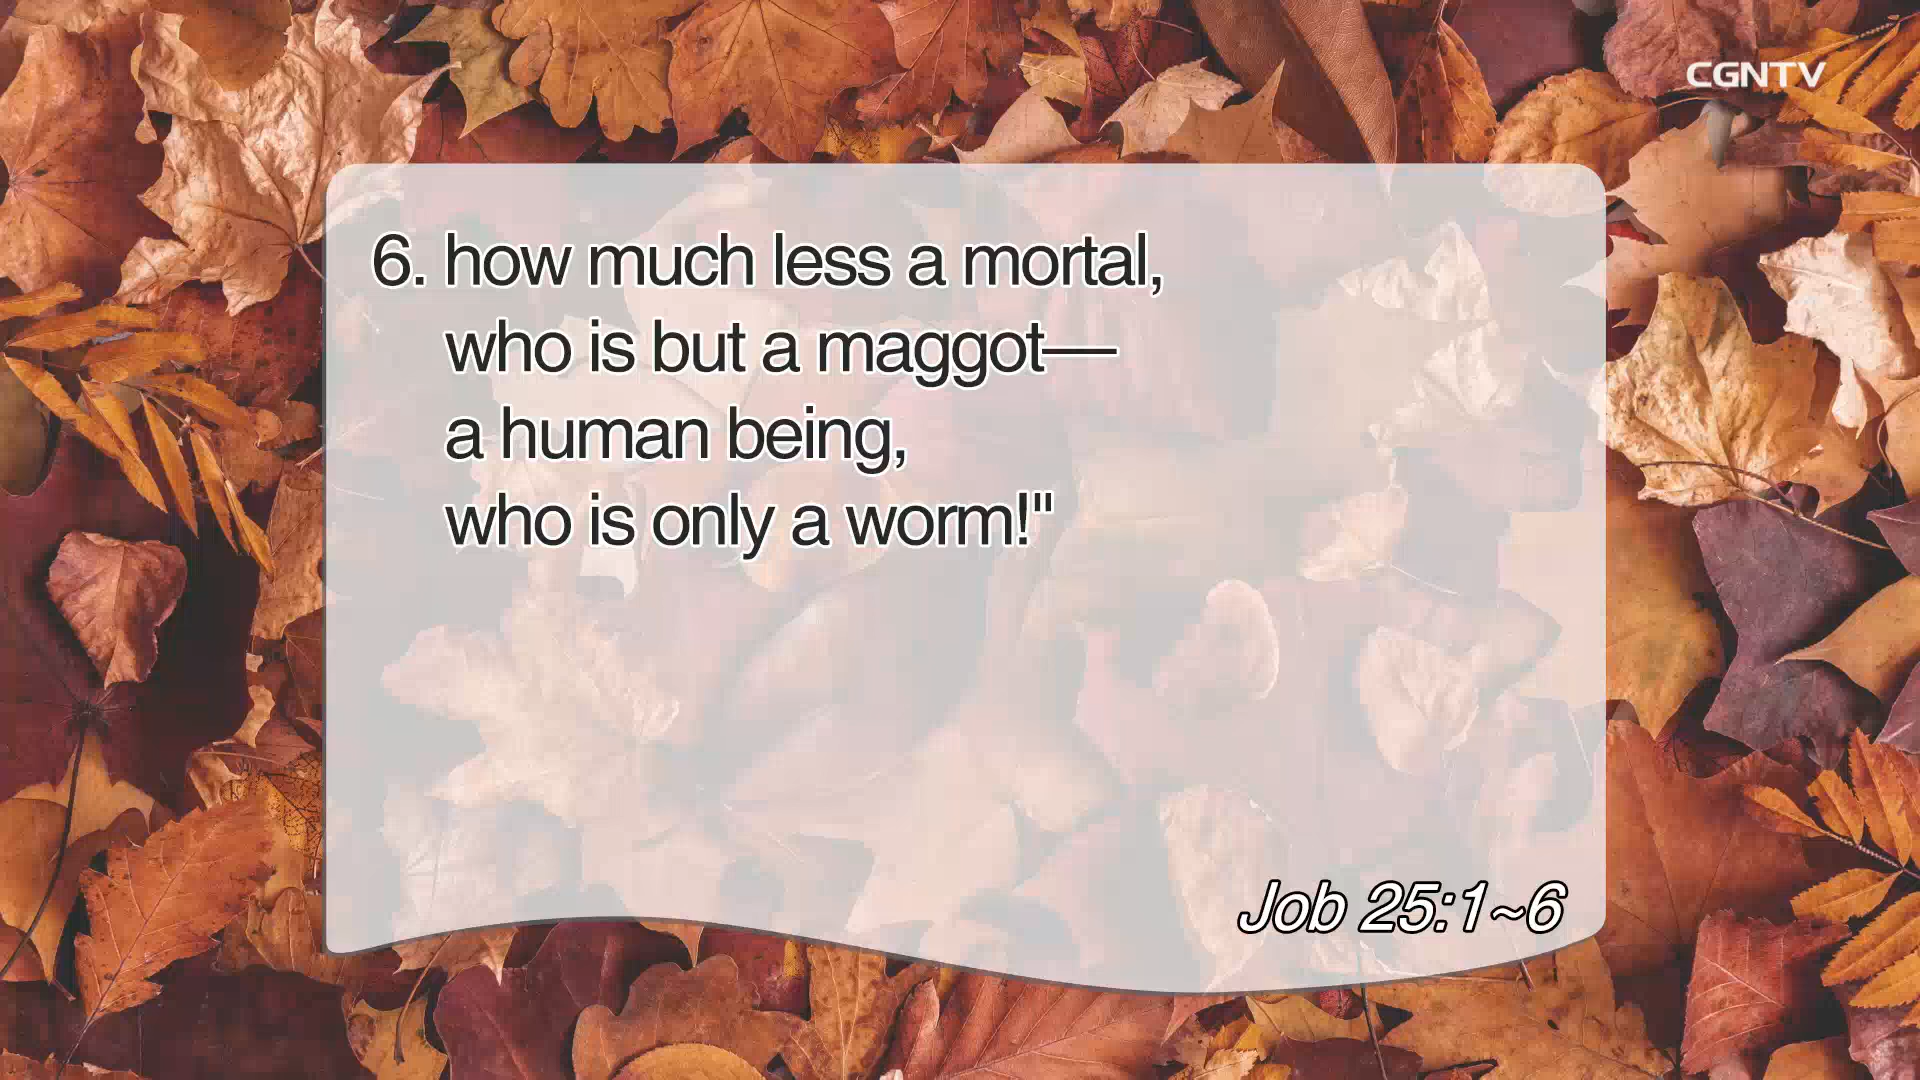 CGNTV
6. how much less a mortal,
who is but a maggot—
a human being,
who is only a worm!"
Job 25:1~6